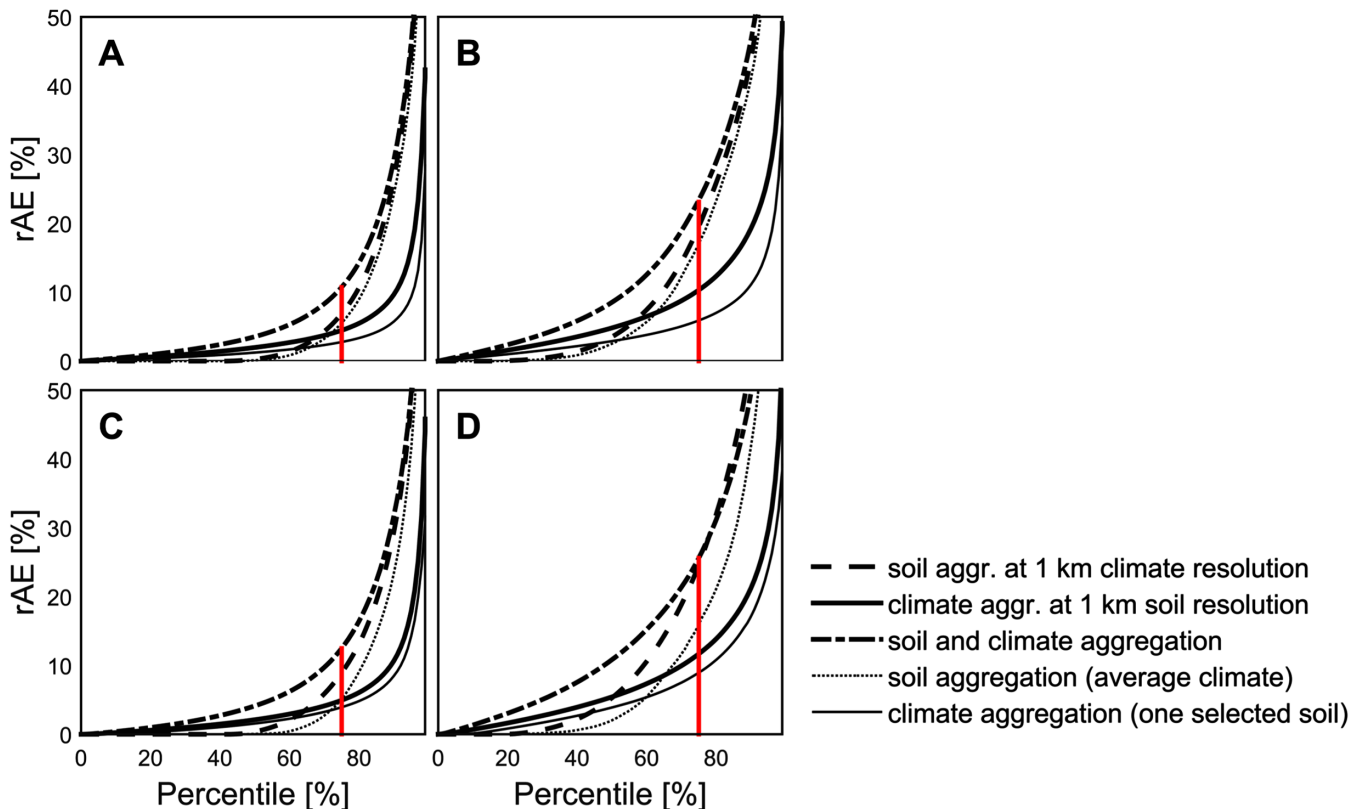 50
A
B
40
rAE [%]
30
20
10
0
50
C
D
40
rAE [%]
30
20
10
0
soil aggr. at 1 km climate resolution
climate aggr. at 1 km soil resolution
soil and climate aggregation
soil aggregation (average climate)
climate aggregation (one selected soil)
0 20 40 60 80 0 20 40 60 80
Percentile [%] Percentile [%]